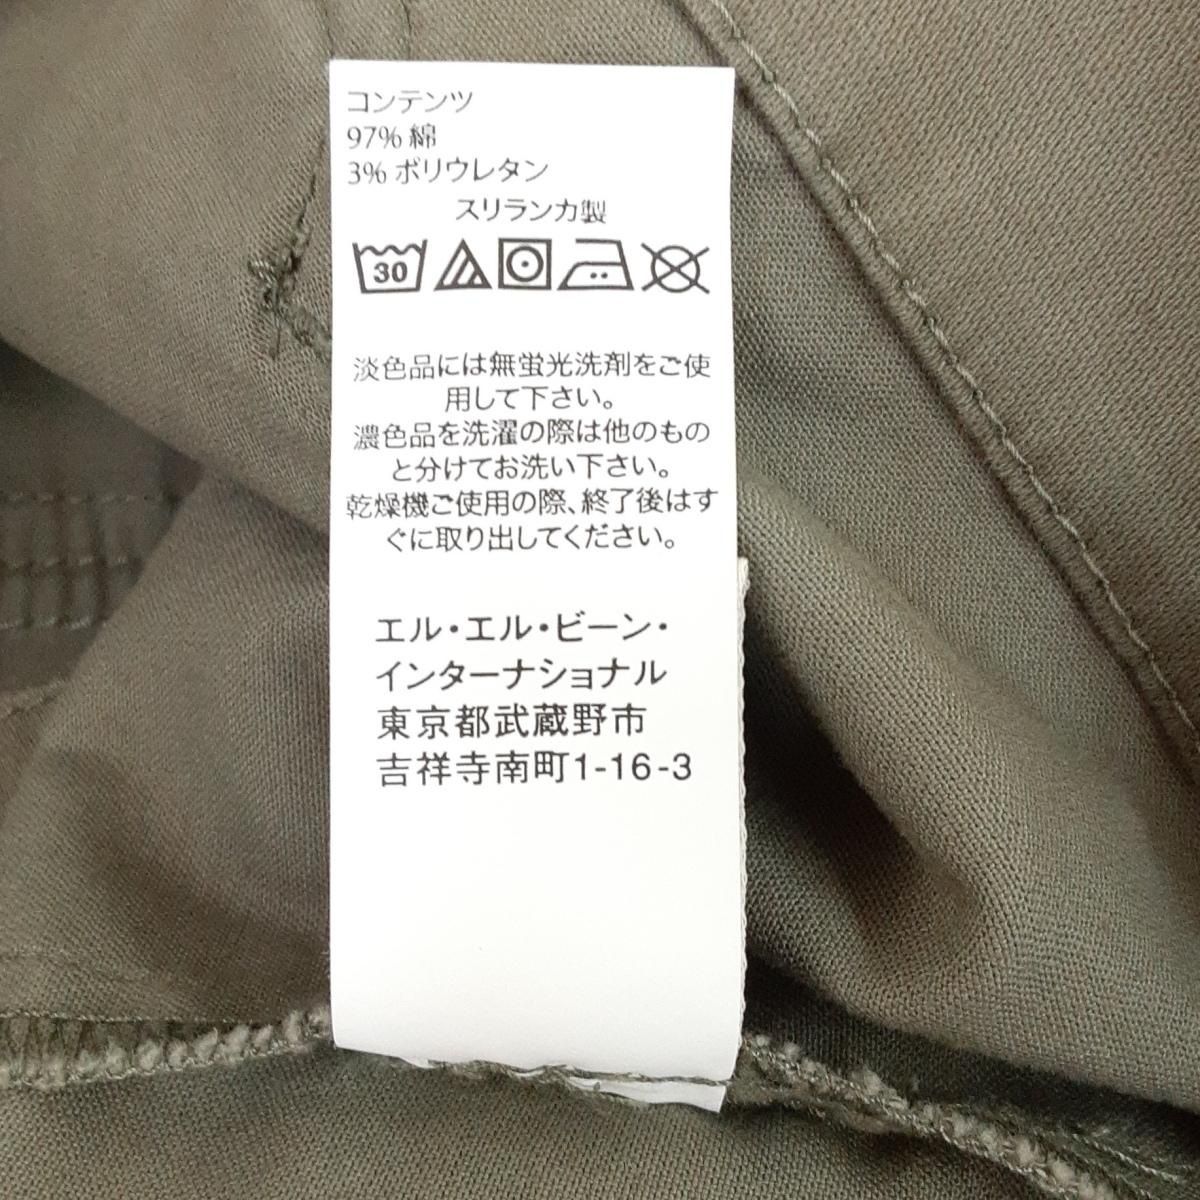 コンテンツ
97% 綿
3% ポリウレタン
スリランカ製
30
淡色品には無蛍光洗剤をご使
用して下さい。
濃色品を洗濯の際は他のもの
と分けてお洗い下さい。
乾燥機ご使用の際、終了後はす
ぐに取り出してください。
エル・エル・ビーン・
インターナショナル
東京都武蔵野市
吉祥寺南町1-16-3